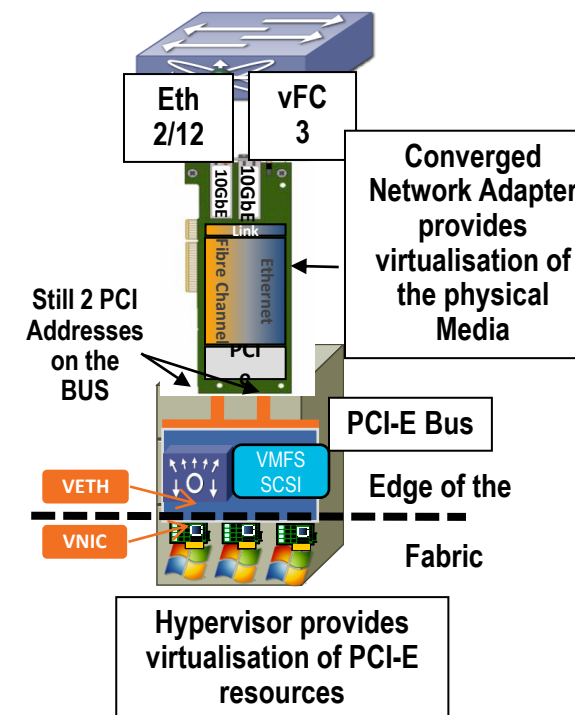 Eth
2/12
vFC
3
10GbE
10GbE
Link
Fibre Channel
Ethernet
PCI
e
Converged
Network Adapter
provides
virtualisation of
the physical
Media
Still 2 PCI
Addresses
on the
BUS
PCI-E Bus
VMFS
SCSI
VETH
Edge of the
VNIC
Fabric
Hypervisor provides
virtualisation of PCI-E
resources